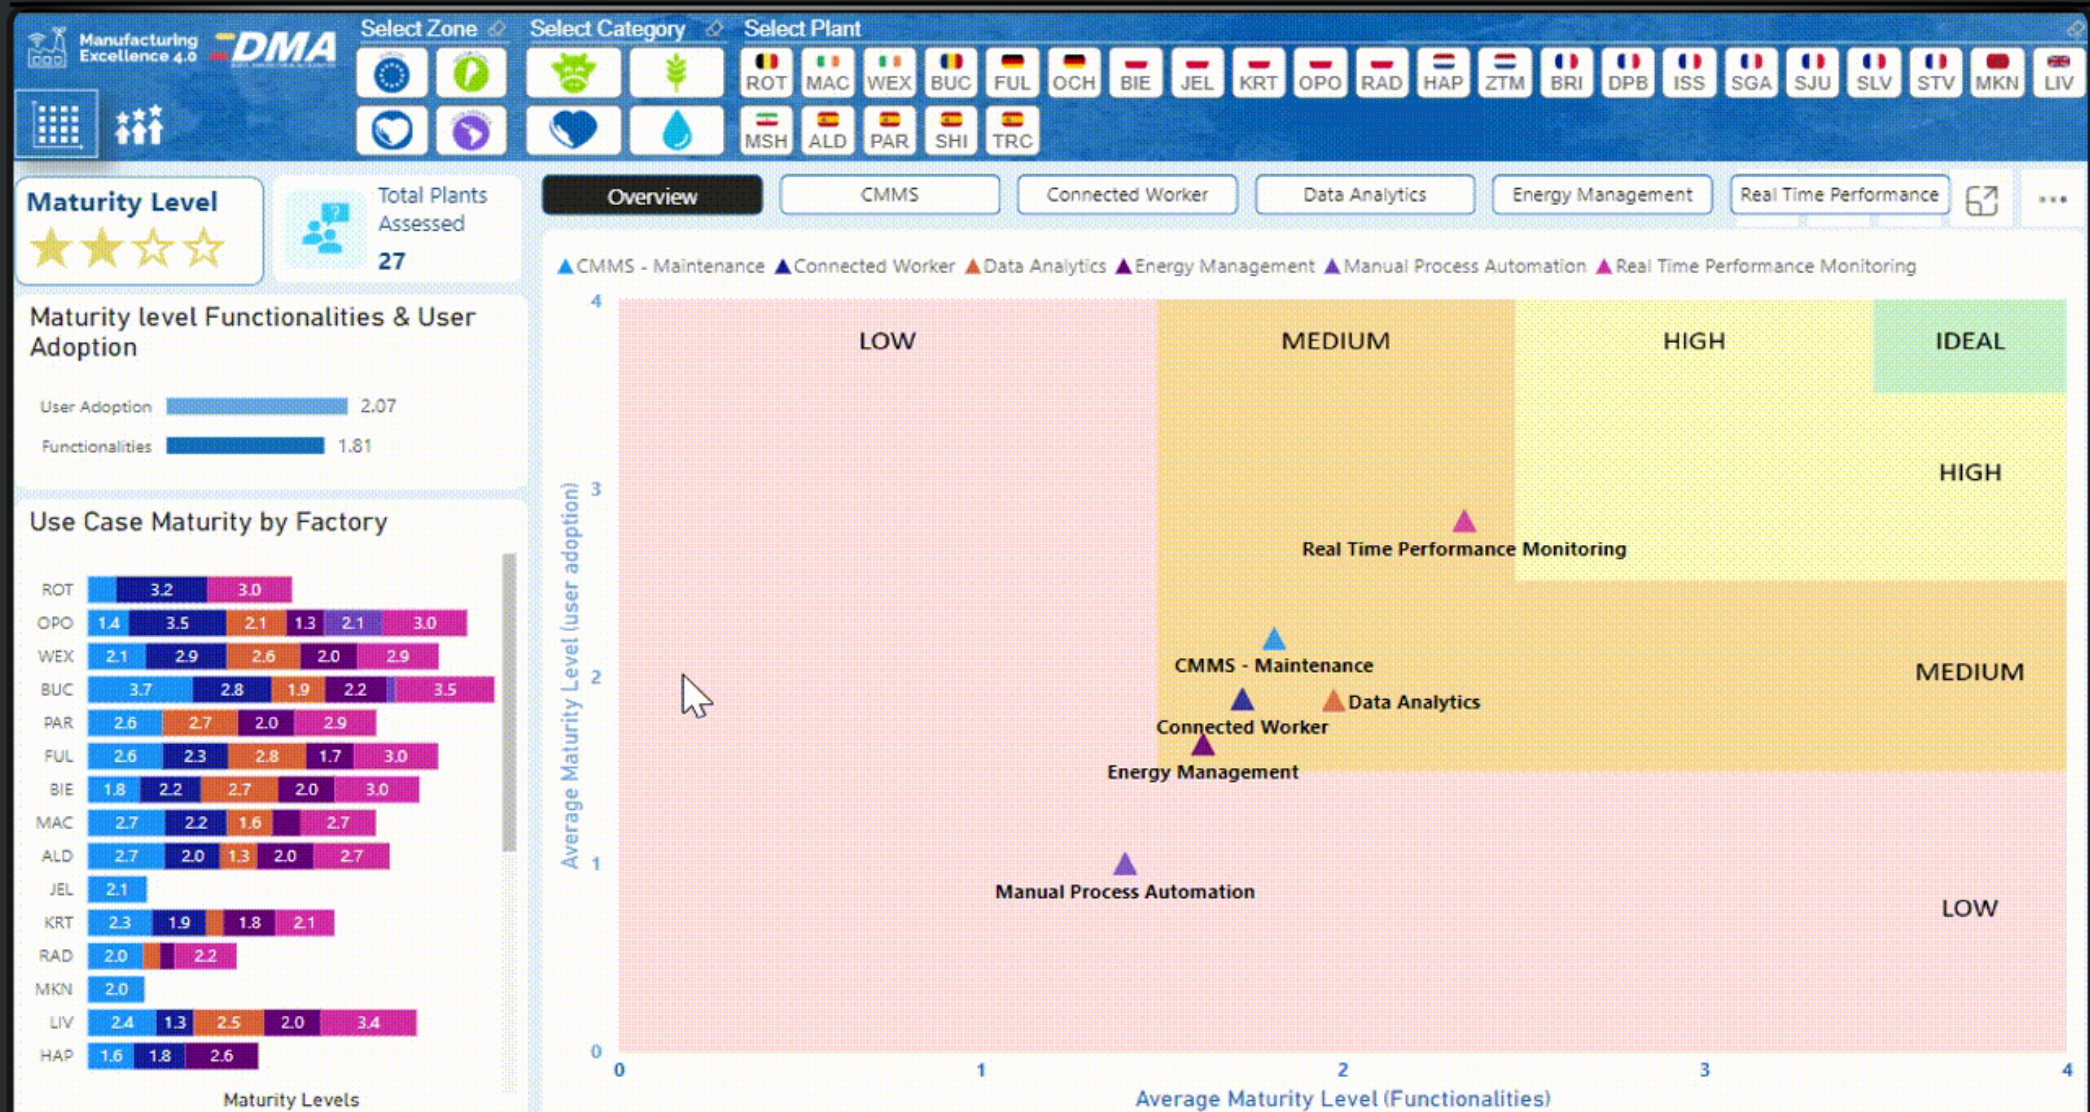 Manufacturing
Excellence 4.0
DMA
Select Zone
Select Category
Select Plant
ROT MAC WEX BUC FUL OCH BIE JEL KRT OPO RAD HAP ZTM BRI DPB ISS SGA SJU SLV STV MKN LIV
MSH ALD PAR SHI TRC
Maturity Level
Total Plants
Assessed
27
Overview
CMMS
Connected Worker
Data Analytics
Energy Management
Real Time Performance
Maturity level Functionalities & User
Adoption
User Adoption 2.07
Functionalities 1.81
Use Case Maturity by Factory
ROT 3.2 3.0
OPO 1.4 3.5 2.1 1.3 2.1 3.0
WEX 2.1 2.9 2.6 2.0 2.9
BUC 3.7 2.8 1.9 2.2 3.5
PAR 2.6 2.7 2.0 2.9
FUL 2.6 2.3 2.8 1.7 3.0
BIE 1.8 2.2 2.7 2.0 3.0
MAC 2.7 2.2 1.6 2.7
ALD 2.7 2.0 1.3 2.0 2.7
JEL 2.1
KRT 2.3 1.9 1.8 2.1
RAD 2.0 2.2
MKN 2.0
LIV 2.4 1.3 2.5 2.0 3.4
HAP 1.6 1.8 2.6
Maturity Levels
CMMS - Maintenance Connected Worker Data Analytics Energy Management Manual Process Automation Real Time Performance Monitoring
Average Maturity Level (user adoption)
4
3
2
1
0
LOW MEDIUM HIGH IDEAL
HIGH
Real Time Performance Monitoring
CMMS - Maintenance
MEDIUM
Data Analytics
Connected Worker
Energy Management
Manual Process Automation
LOW
0 1 2 3 4
Average Maturity Level (Functionalities)